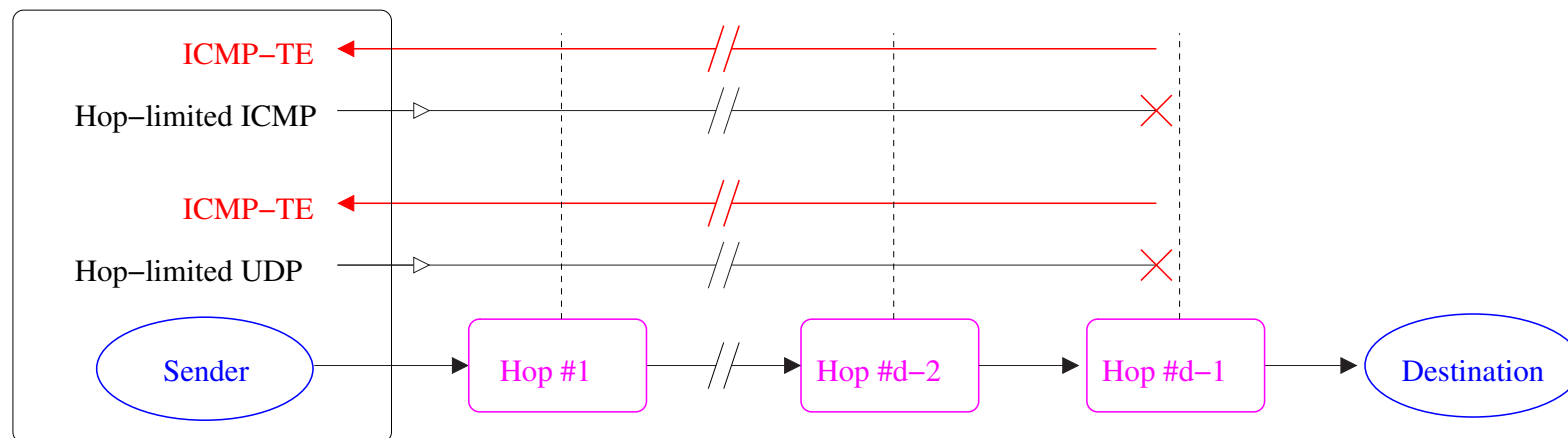 ICMP−TE
Hop−limited ICMP
ICMP−TE
Hop−limited UDP
Sender
Hop #1
Hop #d−2
Hop #d−1
Destination